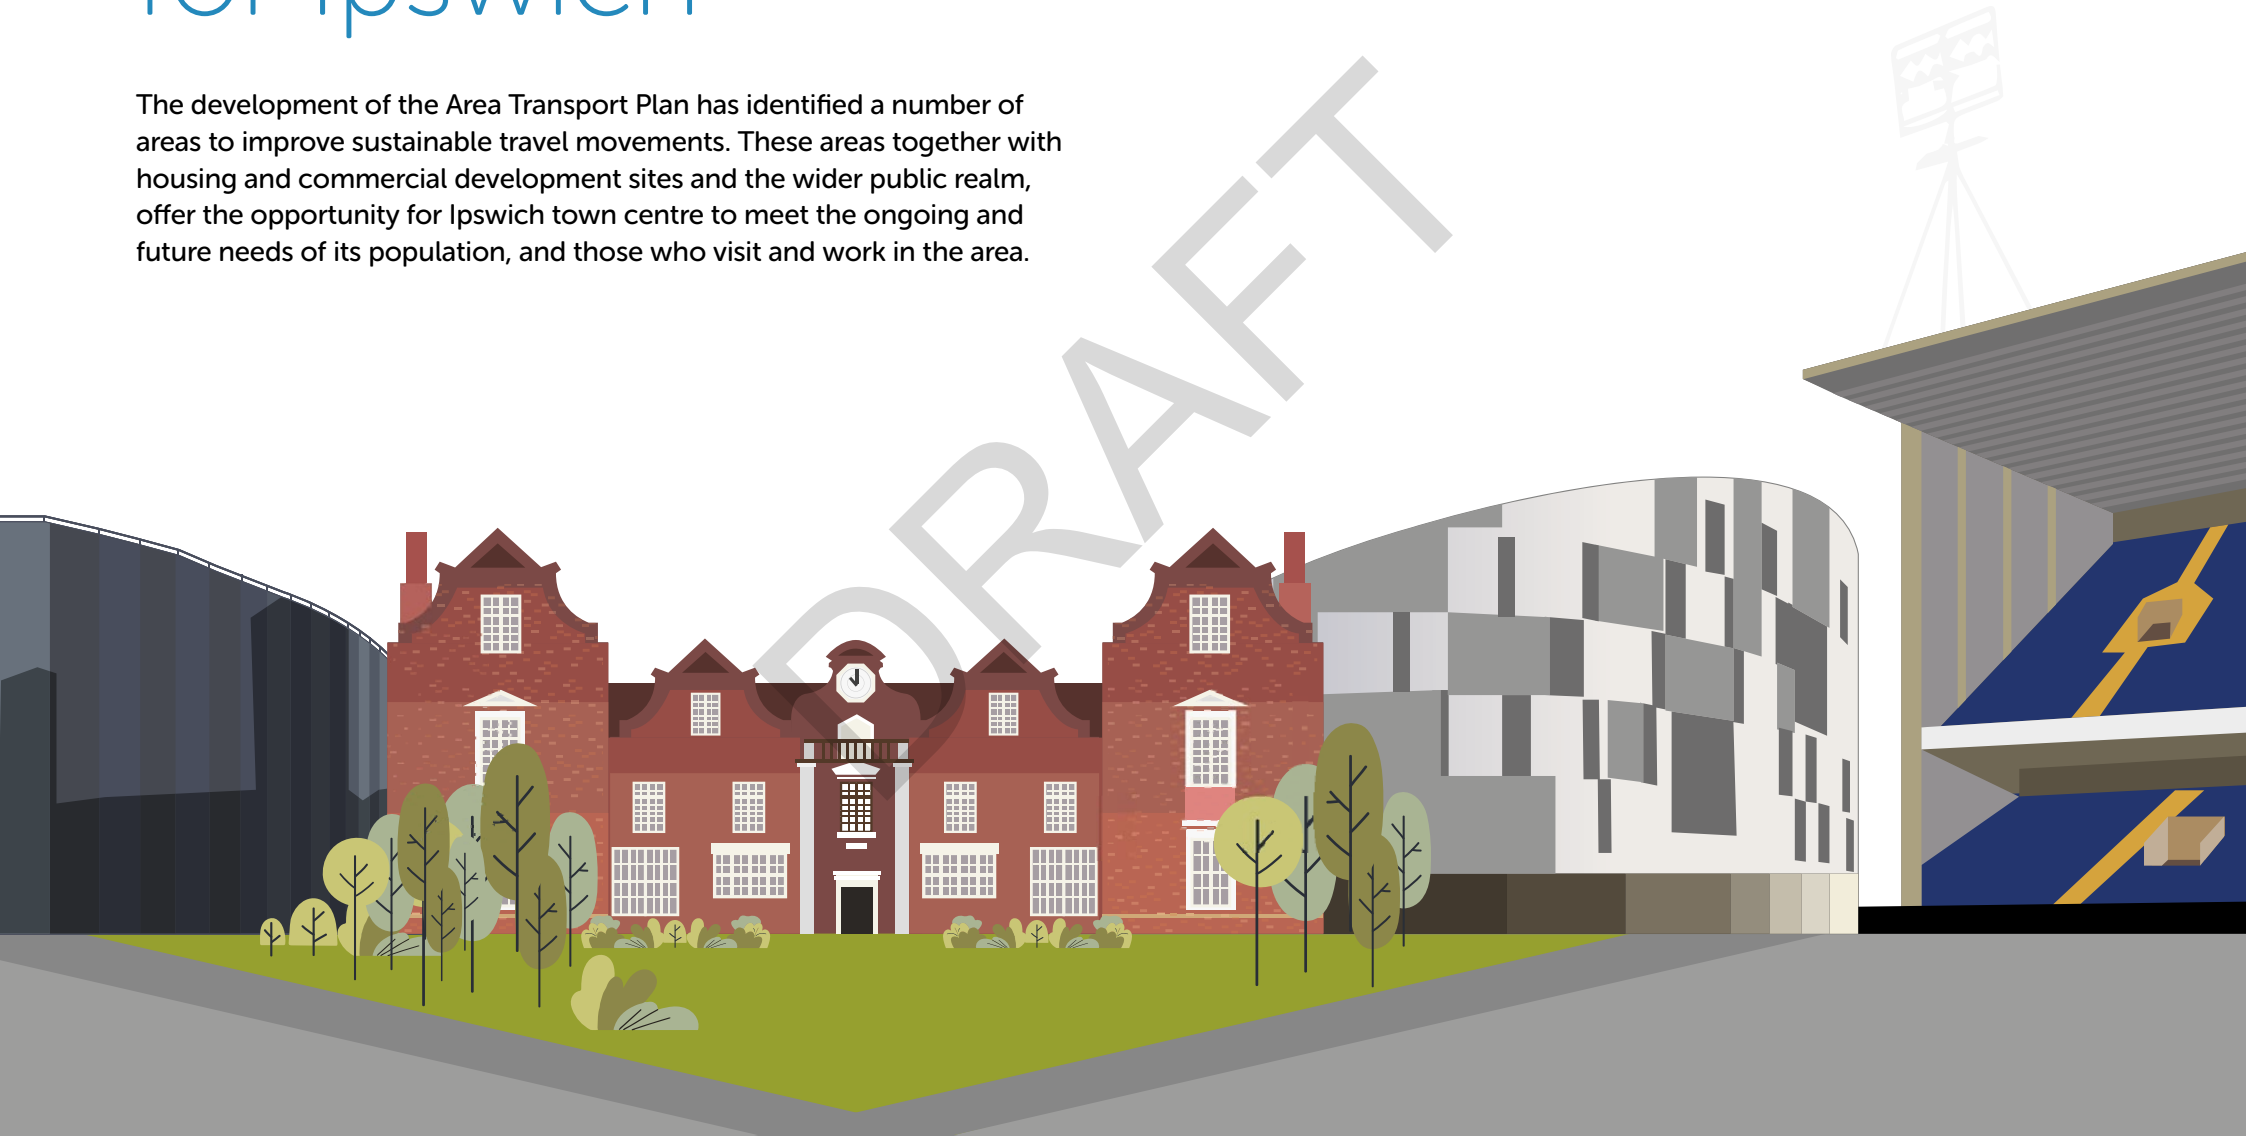 for Ipswich
The development of the Area Transport Plan has identified a number of
areas to improve sustainable travel movements. These areas together with
housing and commercial development sites and the wider public realm,
offer the opportunity for Ipswich town centre to meet the ongoing and
future needs of its population, and those who visit and work in the area.
DRAFT